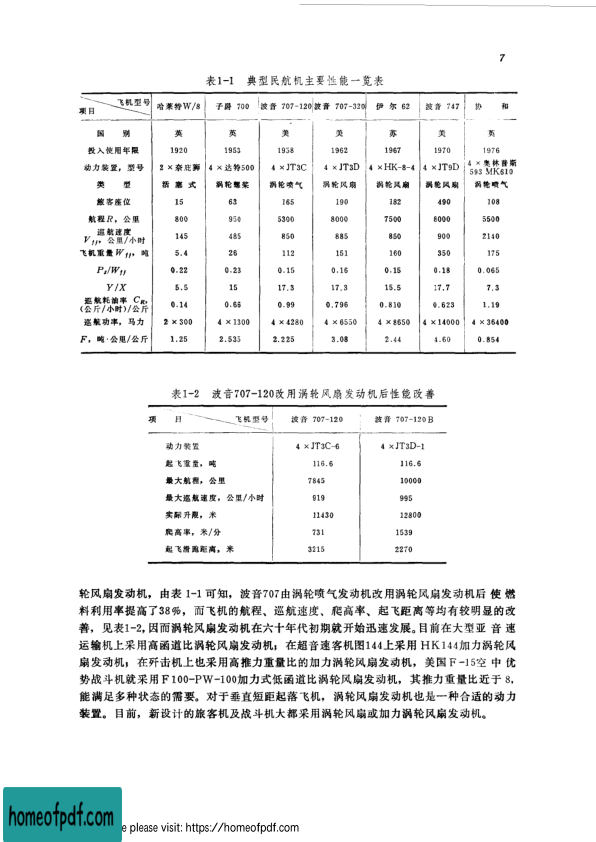 7
表1-1 典型民航机主要性能一览表
飞机型号 哈莱特W/8 子爵 700 波音 707-120 波音 707-320 伊 尔 62 波音 747 协 和
项目
国 别 英 英 美 美 苏 美 英
投入使用年限 1920 1953 1958 1962 1967 1970 1976
动力装置,型号 2×奈庇狮 4×达特500 4×JT3C 4×JT3D 4×HK-8-4 4×JT9D 4×奥林普斯593 MK610
类 型 活塞式 涡轮螺桨 涡轮喷气 涡轮风扇 涡轮风扇 涡轮风扇 涡轮喷气
旅客座位 15 63 165 190 182 490 108
航程R,公里 800 950 5300 8000 7500 8000 5500
巡航速度
Vfj,公里/小时 145 485 850 885 850 900 2140
飞机重量Wfj,吨 5.4 26 112 151 160 350 175
Ps/Wfj 0.22 0.23 0.15 0.16 0.15 0.18 0.065
Y/X 5.5 15 17.3 17.3 15.5 17.7 7.3
巡航耗油率 CR,
(公斤/小时)/公斤 0.14 0.66 0.99 0.796 0.810 0.623 1.19
巡航功率,马力 2×300 4×1300 4×4280 4×6550 4×8650 4×14000 4×36400
F,吨·公里/公斤 1.25 2.535 2.225 3.08 2.44 4.60 0.854
表1-2 波音707-120改用涡轮风扇发动机后性能改善
项 目 飞机型号 波音 707-120 波音 707-120B
动力装置 4×JT3C-6 4×JT3D-1
起飞重量,吨 116.6 116.6
最大航程,公里 7845 10000
最大巡航速度,公里/小时 919 995
实际升限,米 11430 12800
爬高率,米/分 731 1539
起飞滑跑距离,米 3215 2270
轮风扇发动机,由表 1-1 可知,波音707由涡轮喷气发动机改用涡轮风扇发动机后 使 燃
料利用率提高了38%,而飞机的航程、巡航速度、爬高率、起飞距离等均有较明显的改
善,见表1-2,因而涡轮风扇发动机在六十年代初期就开始迅速发展。目前在大型亚 音 速
运输机上采用高函道比涡轮风扇发动机;在超音速客机图144上采用 HK144加力涡轮风
扇发动机;在歼击机上也采用高推力重量比的加力涡轮风扇发动机,美国 F-15空 中 优
势战斗机就采用F100-PW-100加力式低函道比涡轮风扇发动机,其推力重量比近于 8,
能满足多种状态的需要。对于垂直短距起落飞机,涡轮风扇发动机也是一种合适的动力
装置。目前,新设计的旅客机及战斗机大都采用涡轮风扇或加力涡轮风扇发动机。
homeofpdf.com
e please visit: https://homeofpdf.com